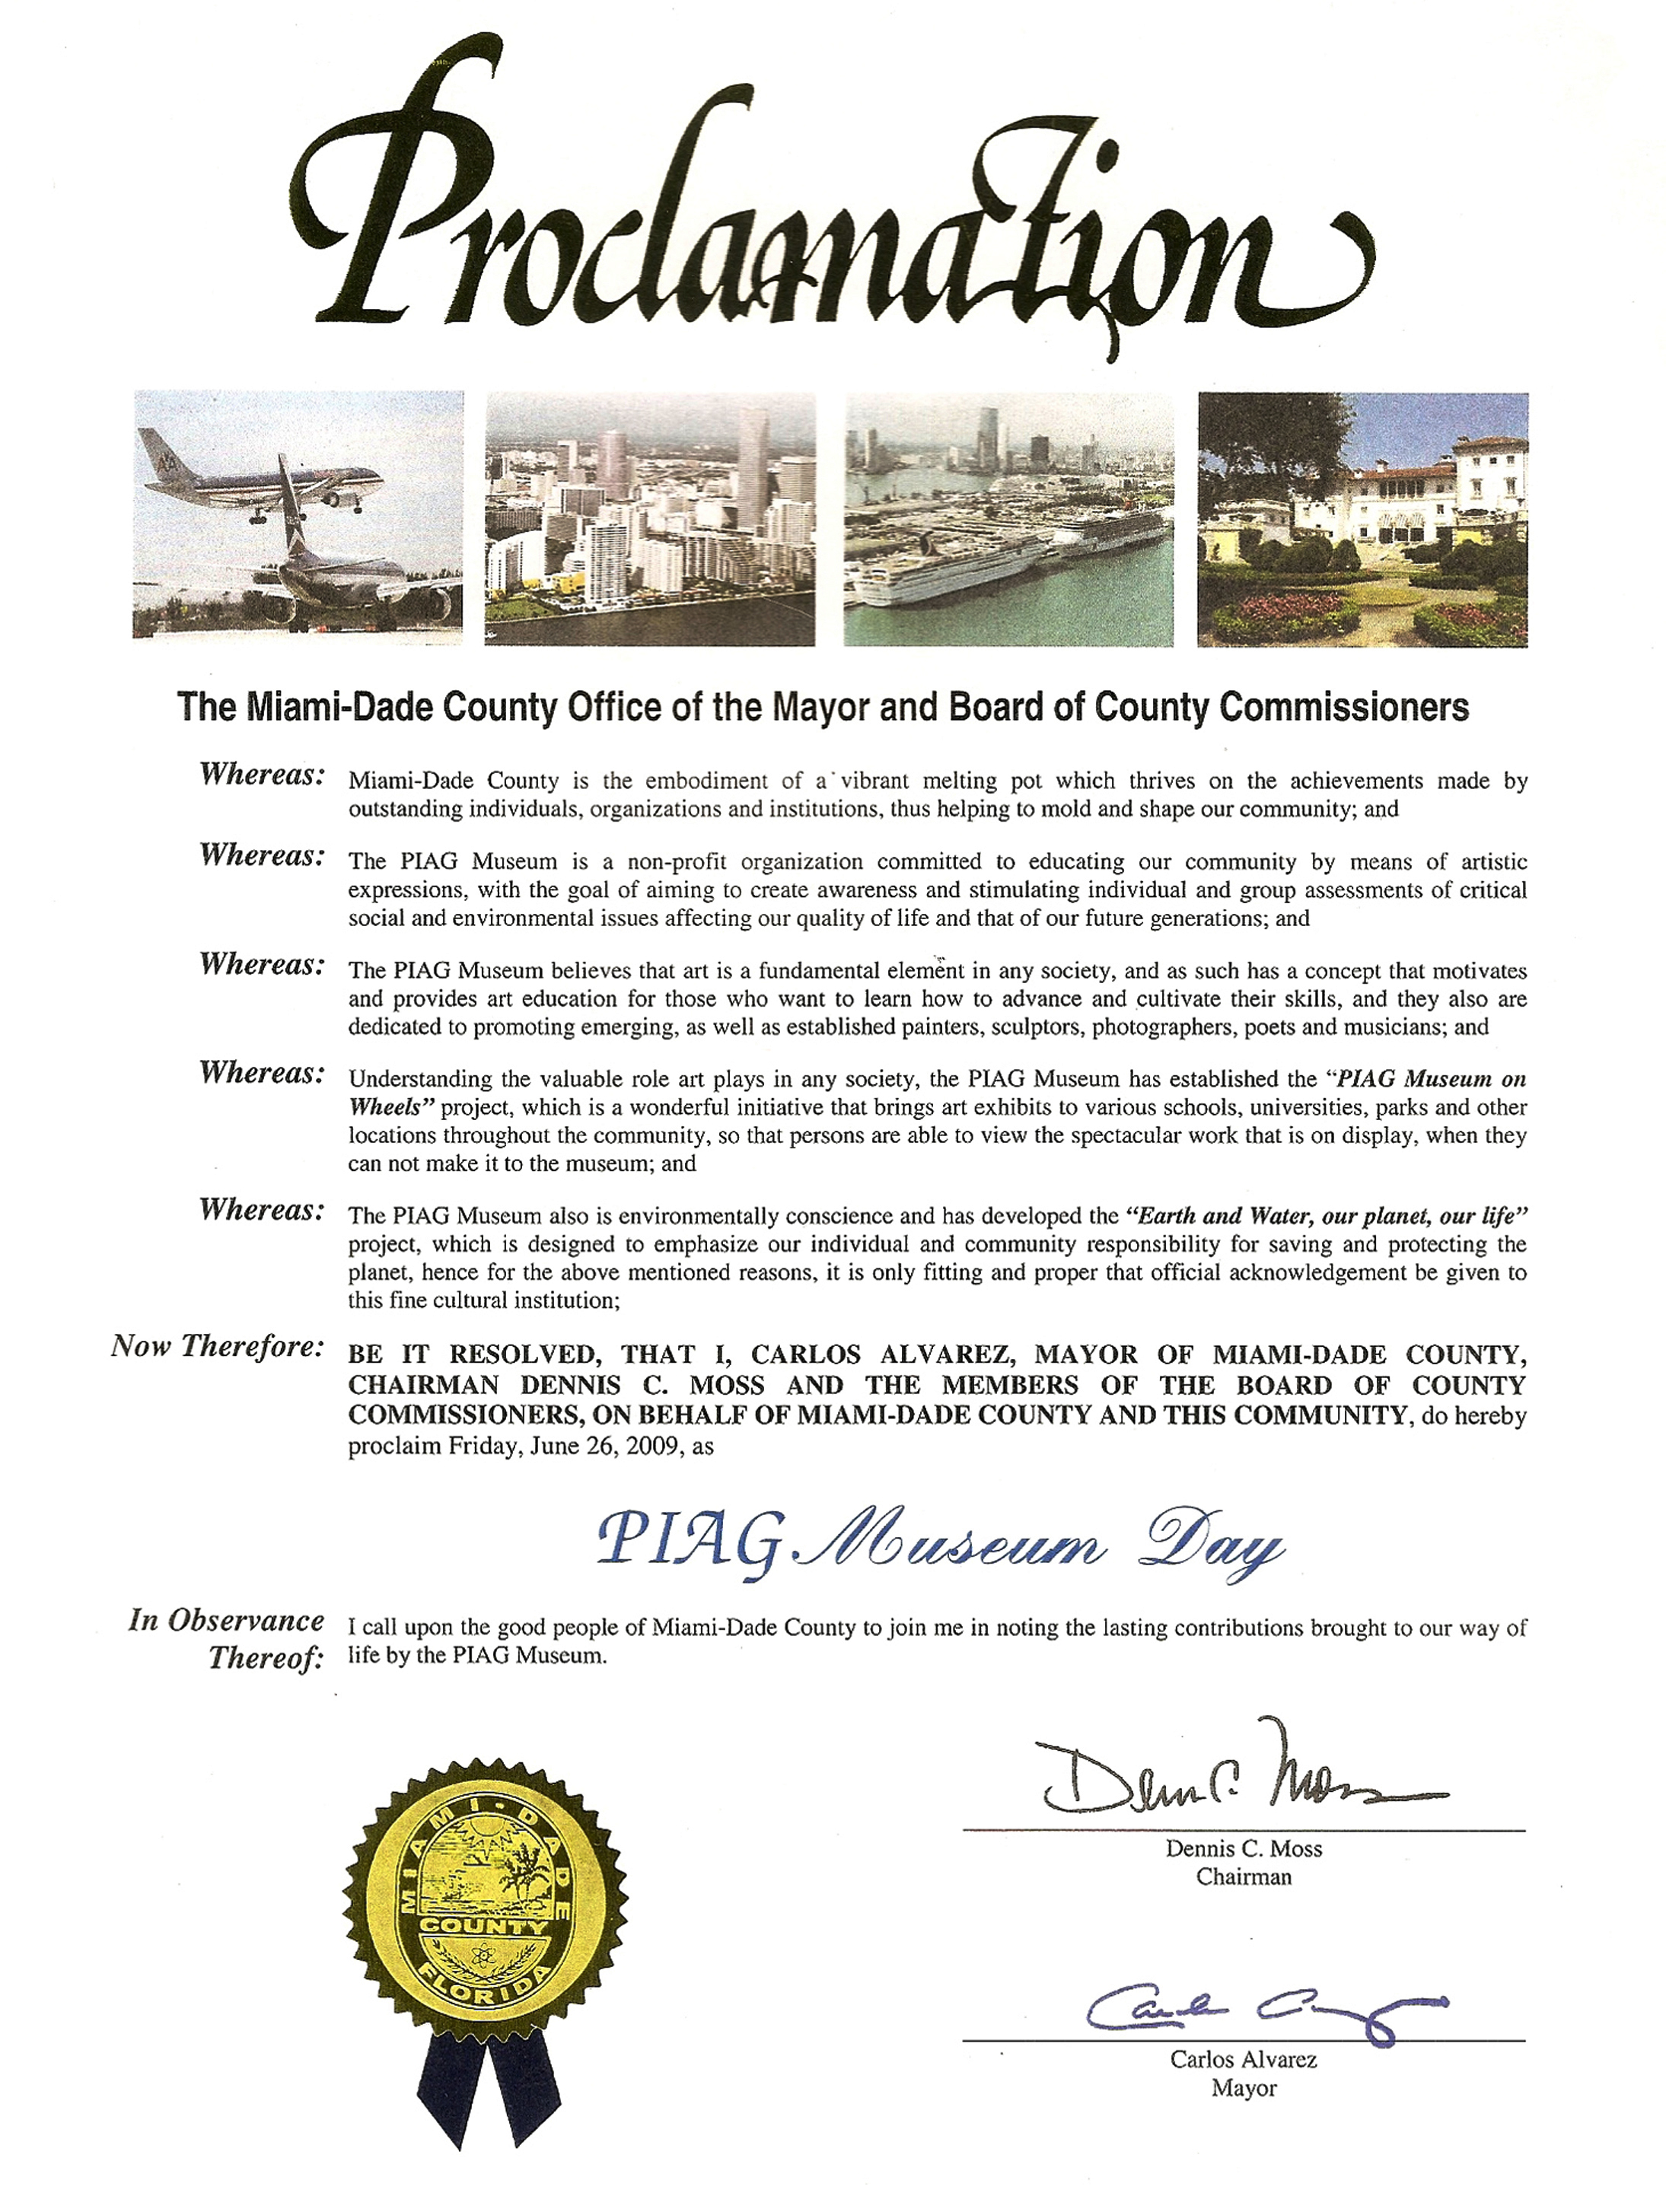 Proclamation
AA
The Miami-Dade County Office of the Mayor and Board of County Commissioners
Whereas: Miami-Dade County is the embodiment of a vibrant melting pot which thrives on the achievements made by
outstanding individuals, organizations and institutions, thus helping to mold and shape our community; and
Whereas: The PIAG Museum is a non-profit organization committed to educating our community by means of artistic
expressions, with the goal of aiming to create awareness and stimulating individual and group assessments of critical
social and environmental issues affecting our quality of life and that of our future generations; and
Whereas: The PIAG Museum believes that art is a fundamental element in any society, and as such has a concept that motivates
and provides art education for those who want to learn how to advance and cultivate their skills, and they also are
dedicated to promoting emerging, as well as established painters, sculptors, photographers, poets and musicians; and
Whereas: Understanding the valuable role art plays in any society, the PIAG Museum has established the “PIAG Museum on
Wheels” project, which is a wonderful initiative that brings art exhibits to various schools, universities, parks and other
locations throughout the community, so that persons are able to view the spectacular work that is on display, when they
can not make it to the museum; and
Whereas: The PIAG Museum also is environmentally conscience and has developed the “Earth and Water, our planet, our life”
project, which is designed to emphasize our individual and community responsibility for saving and protecting the
planet, hence for the above mentioned reasons, it is only fitting and proper that official acknowledgement be given to
this fine cultural institution;
Now Therefore: BE IT RESOLVED, THAT I, CARLOS ALVAREZ, MAYOR OF MIAMI-DADE COUNTY,
CHAIRMAN DENNIS C. MOSS AND THE MEMBERS OF THE BOARD OF COUNTY
COMMISSIONERS, ON BEHALF OF MIAMI-DADE COUNTY AND THIS COMMUNITY, do hereby
proclaim Friday, June 26, 2009, as
PIAG Museum Day
In Observance I call upon the good people of Miami-Dade County to join me in noting the lasting contributions brought to our way of
Thereof: life by the PIAG Museum.
Dennis C. Moss
Dennis C. Moss
Chairman
MIAMI-DADE
COUNTY
FLORIDA
Carlos Alvarez
Mayor